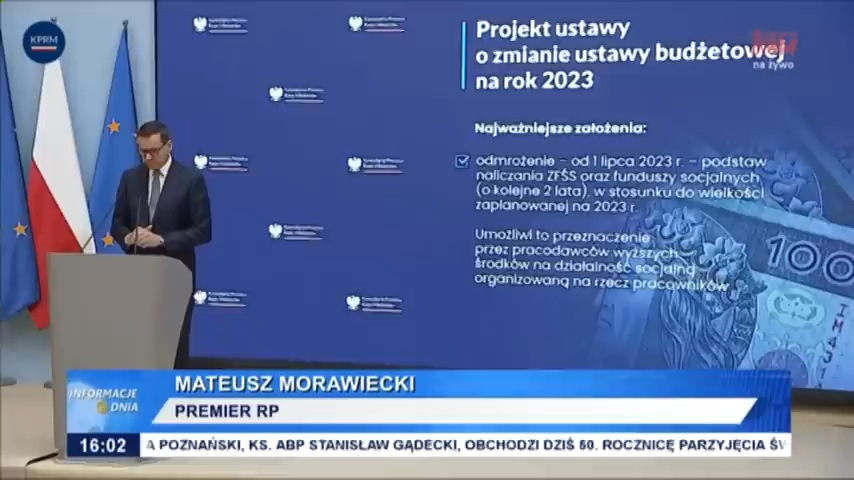 KPRM
Projekt ustawy
o zmianie ustawy budżetowej
na rok 2023
na żywo
Najważniejsze założenia:
odmrożenie – od 1 lipca 2023 r. – podstaw
naliczania ZFŚS oraz funduszy socjalnych
(o kolejne 2 lata), w stosunku do wielkości
zaplanowanej na 2023 r.
Umożliwi to przeznaczenie
przez pracodawców wyższych
środków na działalność socjalną
organizowaną na rzecz pracowników
100
INFORMACJE
DNIA
MATEUSZ MORAWIECKI
PREMIER RP
16:02
A POZNAŃSKI, KS. ABP STANISŁAW GĄDECKI, OBCHODZI DZIŚ 50. ROCZNICĘ PARZYJĘCIA ŚW